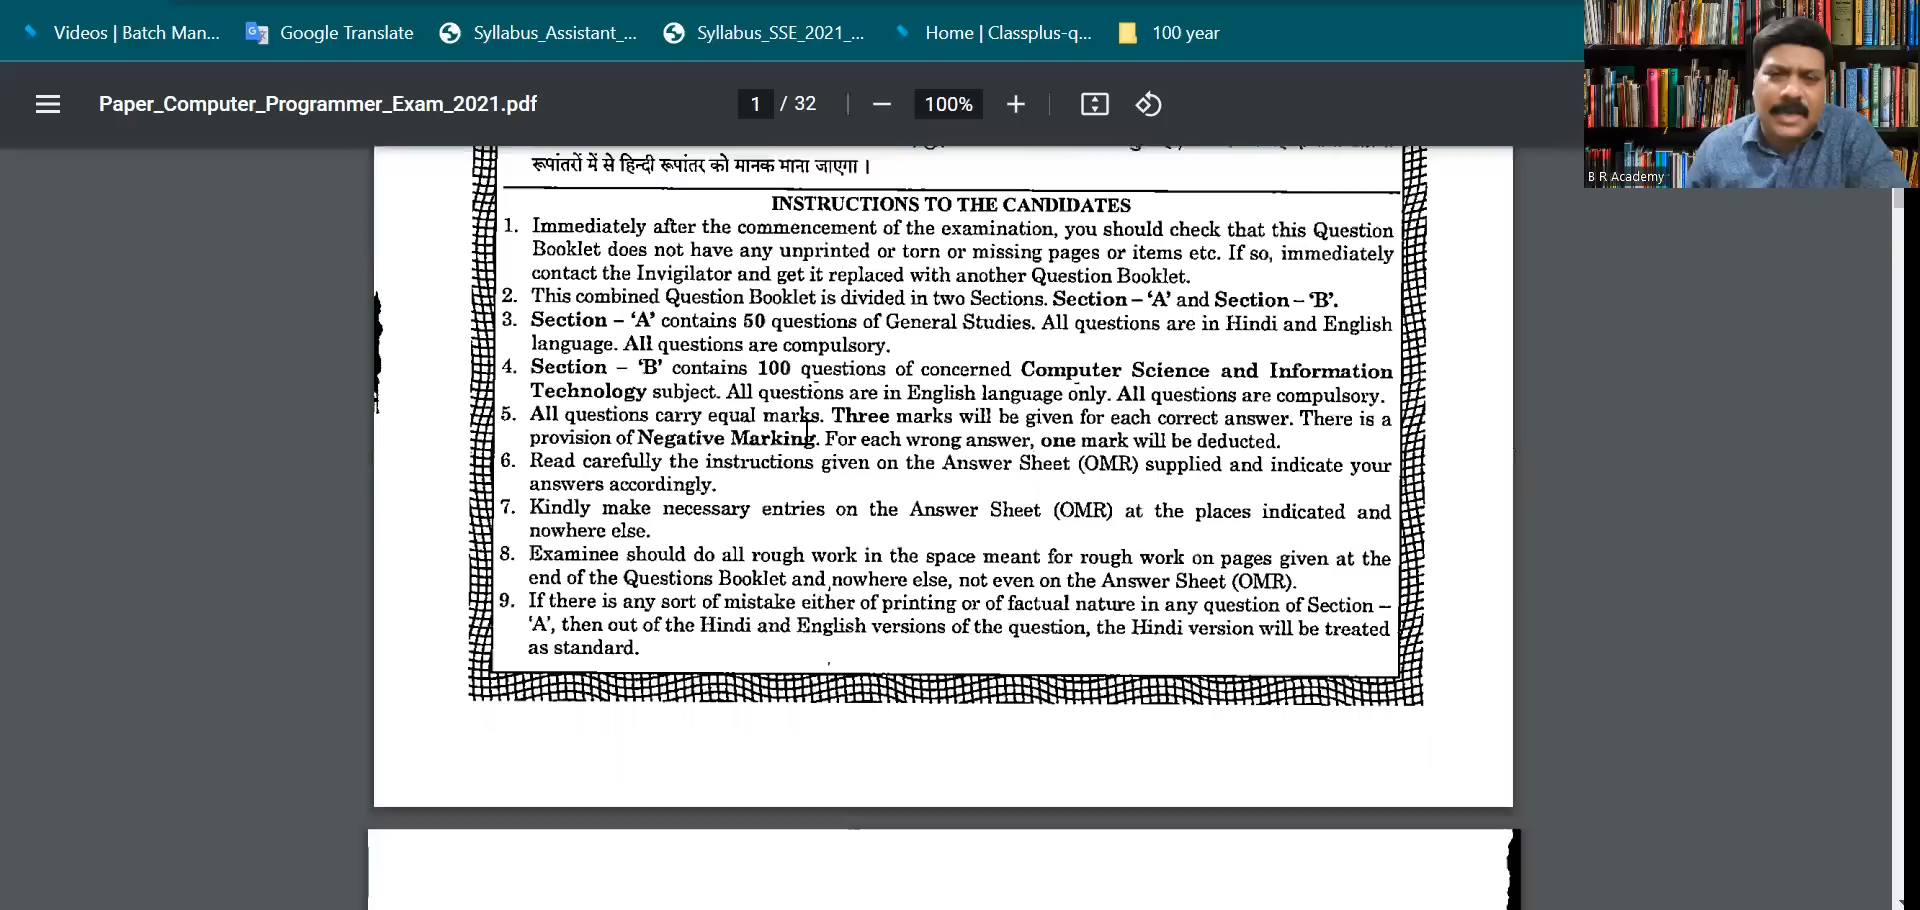 Videos | Batch Man...
Google Translate
Syllabus_Assistant_...
Syllabus_SSE_2021_...
Home | Classplus-q...
100 year
Paper_Computer_Programmer_Exam_2021.pdf
1 / 32
100%
B R Academy
रूपांतरों में से हिन्दी रूपांतर को मानक माना जाएगा ।
INSTRUCTIONS TO THE CANDIDATES
1. Immediately after the commencement of the examination, you should check that this Question
Booklet does not have any unprinted or torn or missing pages or items etc. If so, immediately
contact the Invigilator and get it replaced with another Question Booklet.
2. This combined Question Booklet is divided in two Sections. Section – ‘A’ and Section – ‘B’.
3. Section – ‘A’ contains 50 questions of General Studies. All questions are in Hindi and English
language. All questions are compulsory.
4. Section – ‘B’ contains 100 questions of concerned Computer Science and Information
Technology subject. All questions are in English language only. All questions are compulsory.
5. All questions carry equal marks. Three marks will be given for each correct answer. There is a
provision of Negative Marking. For each wrong answer, one mark will be deducted.
6. Read carefully the instructions given on the Answer Sheet (OMR) supplied and indicate your
answers accordingly.
7. Kindly make necessary entries on the Answer Sheet (OMR) at the places indicated and
nowhere else.
8. Examinee should do all rough work in the space meant for rough work on pages given at the
end of the Questions Booklet and nowhere else, not even on the Answer Sheet (OMR).
9. If there is any sort of mistake either of printing or of factual nature in any question of Section –
‘A’, then out of the Hindi and English versions of the question, the Hindi version will be treated
as standard.